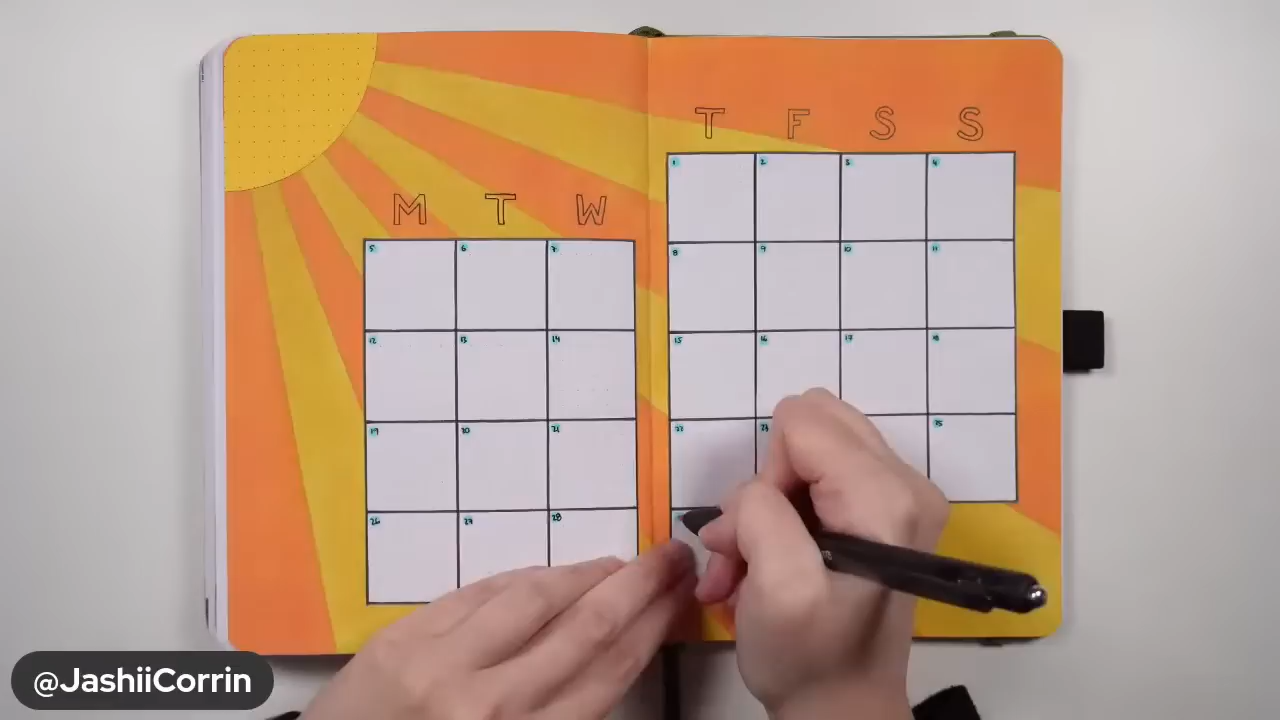 T F S S
1 2 3 4
M T W
5 6 7 8 9 10 11
12 13 14 15 16 17 18
19 20 21 22 23 25
26 27 28
@JashiiCorrin